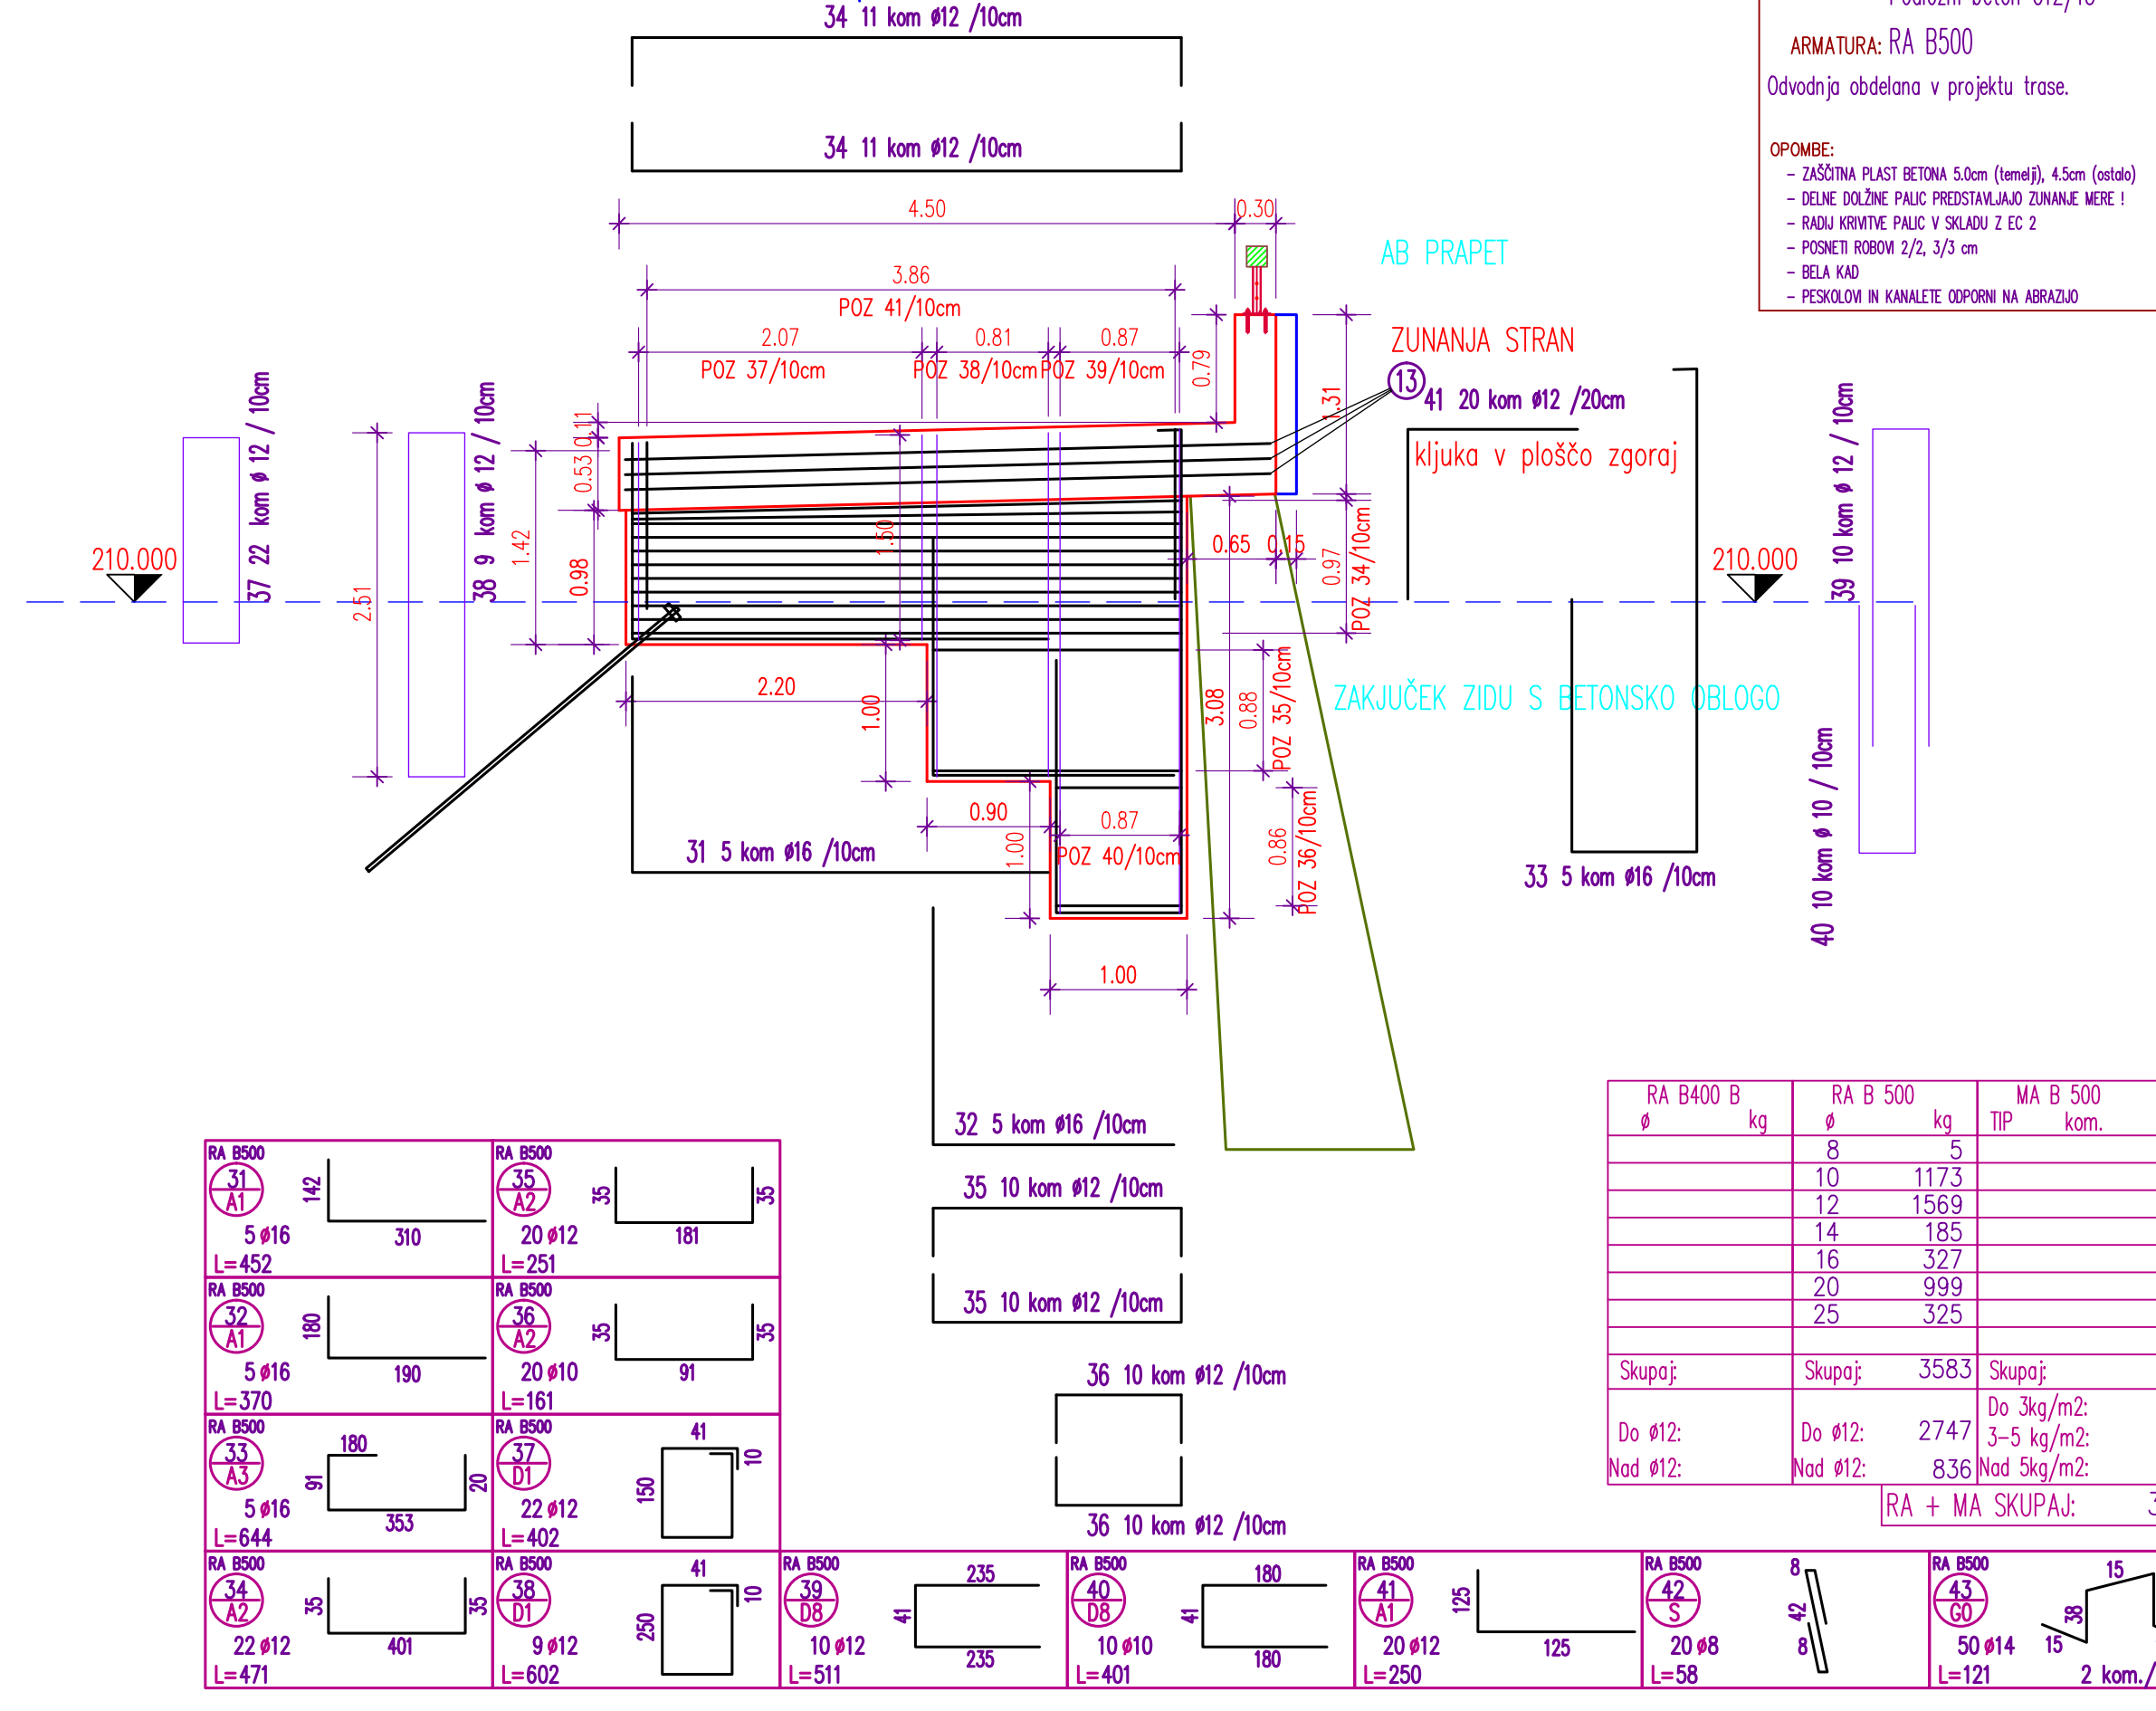 34 11 kom ø12 /10cm
34 11 kom ø12 /10cm
ARMATURA: RA B500
Odvodnja obdelana v projektu trase.
OPOMBE:
- ZAŠČITNA PLAST BETONA 5.0cm (temelji), 4.5cm (ostalo)
- DELNE DOLŽINE PALIC PREDSTAVLJAJO ZUNANJE MERE !
- RADIJ KRIVITVE PALIC V SKLADU Z EC 2
- POSNETI ROBOVI 2/2, 3/3 cm
- BELA KAD
- PESKOLOVI IN KANALETE ODPORNI NA ABRAZIJO
4.50
0.30
AB PRAPET
3.86
POZ 41/10cm
2.07
0.81
0.87
POZ 37/10cm
POZ 38/10cm
POZ 39/10cm
0.79
1.31
ZUNANJA STRAN
13
41 20 kom ø12 /20cm
kljuka v ploščo zgoraj
37 22 kom ø 12 / 10cm
38 9 kom ø 12 / 10cm
39 10 kom ø 12 / 10cm
40 10 kom ø 10 / 10cm
0.11
0.53
1.42
0.98
2.51
1.50
210.000
210.000
0.65
0.15
0.97
POZ 34/10cm
2.20
1.00
3.08
0.88
POZ 35/10cm
ZAKJUČEK ZIDU S BETONSKO OBLOGO
0.90
0.87
POZ 40/10cm
1.00
0.86
POZ 36/10cm
31 5 kom ø16 /10cm
33 5 kom ø16 /10cm
1.00
32 5 kom ø16 /10cm
35 10 kom ø12 /10cm
35 10 kom ø12 /10cm
36 10 kom ø12 /10cm
36 10 kom ø12 /10cm
RA B400 B
RA B 500
MA B 500
ø kg
ø kg
TIP kom.
8 5
10 1173
12 1569
14 185
16 327
20 999
25 325
Skupaj:
Skupaj: 3583
Skupaj:
Do ø12:
Do ø12: 2747
Do 3kg/m2:
3-5 kg/m2:
Nad ø12:
Nad ø12: 836
Nad 5kg/m2:
RA + MA SKUPAJ:
RA B500
31
A1
142
310
5 ø16
L=452
RA B500
35
A2
35
35
181
20 ø12
L=251
RA B500
32
A1
180
190
5 ø16
L=370
RA B500
36
A2
35
35
91
20 ø10
L=161
RA B500
33
A3
180
91
20
353
5 ø16
L=644
RA B500
37
D1
41
10
150
22 ø12
L=402
RA B500
34
A2
35
35
401
22 ø12
L=471
RA B500
38
D1
41
10
250
9 ø12
L=602
RA B500
39
D8
235
41
235
10 ø12
L=511
RA B500
40
D8
180
41
180
10 ø10
L=401
RA B500
41
A1
125
125
20 ø12
L=250
RA B500
42
S
8
42
8
20 ø8
L=58
RA B500
43
G0
15
38
15
50 ø14
L=121
2 kom./